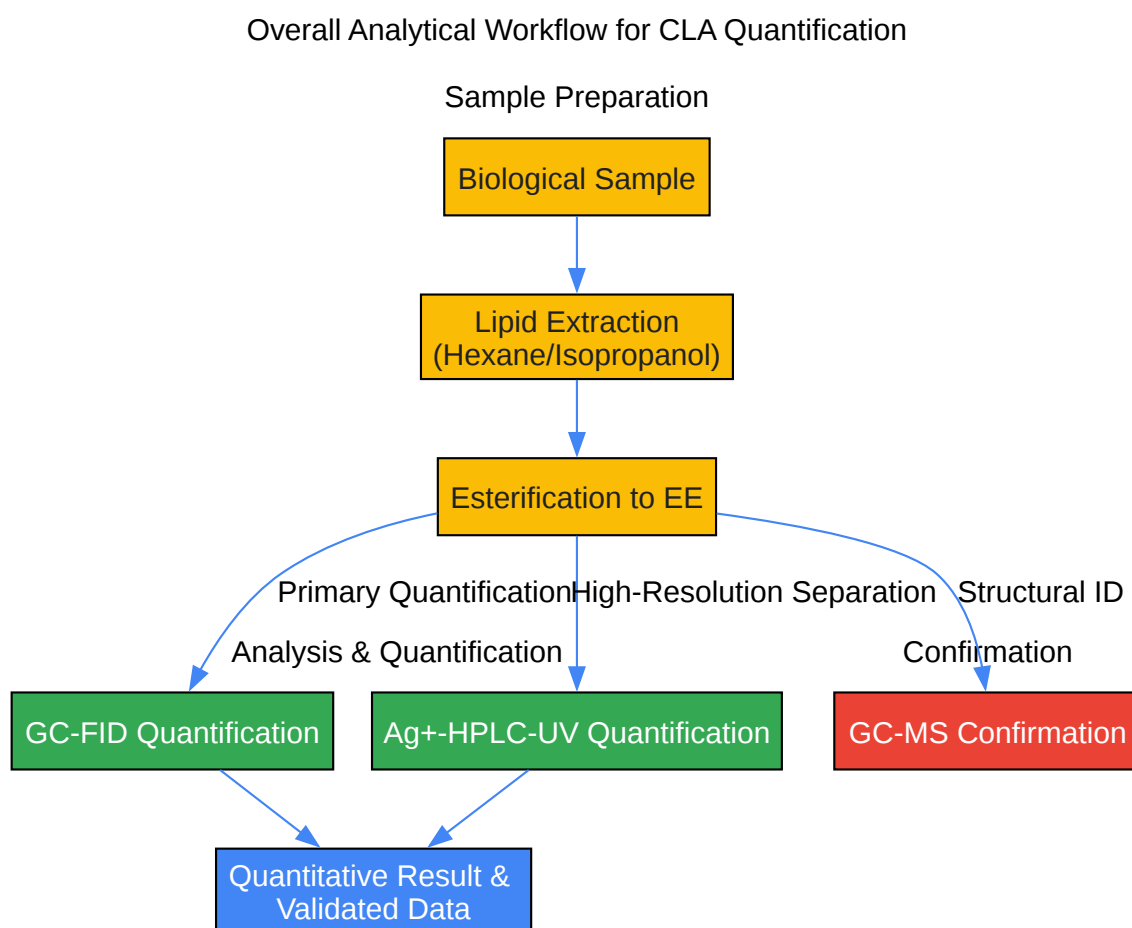 Overall Analytical Workflow for CLA Quantification
Sample Preparation
Biological Sample
Lipid Extraction
(Hexane/Isopropanol)
Esterification to EE
Primary Quantification
High-Resolution Separation
Structural ID
Analysis & Quantification
Confirmation
GC-FID Quantification
Ag+-HPLC-UV Quantification
GC-MS Confirmation
Quantitative Result &
Validated Data